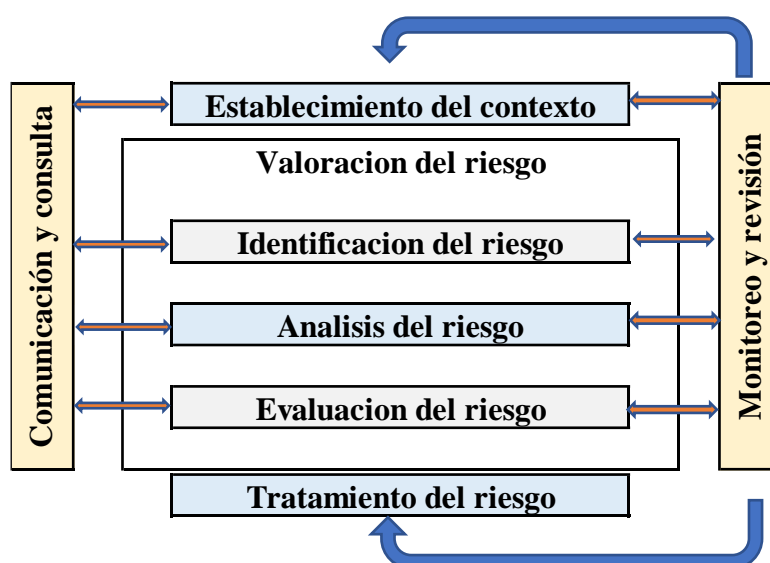 Establecimiento del contexto
Comunicación y consulta
Valoracion del riesgo
Identificacion del riesgo
Analisis del riesgo
Evaluacion del riesgo
Tratamiento del riesgo
Monitoreo y revisión